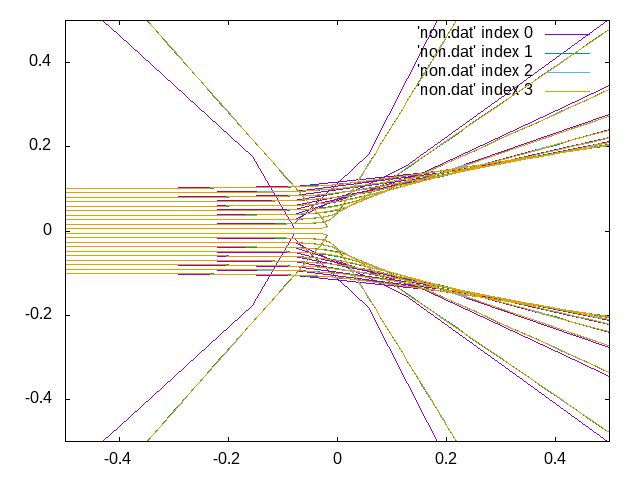 0.4
0.2
0
-0.2
-0.4
-0.4 -0.2 0 0.2 0.4
'non.dat' index 0
'non.dat' index 1
'non.dat' index 2
'non.dat' index 3